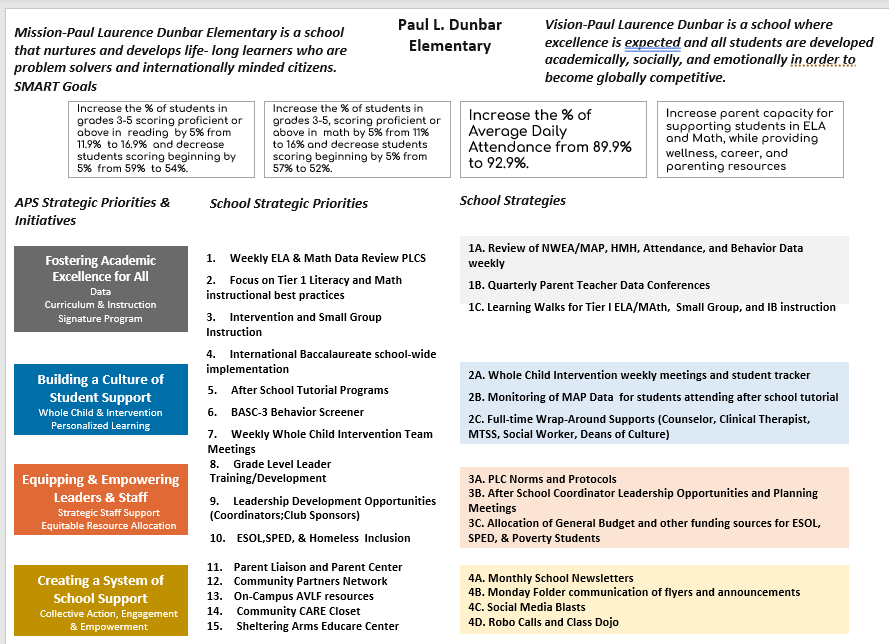 Mission-Paul Laurence Dunbar Elementary is a school
that nurtures and develops life- long learners who are
problem solvers and internationally minded citizens.
SMART Goals
Paul L. Dunbar
Elementary
Vision-Paul Laurence Dunbar is a school where
excellence is expected and all students are developed
academically, socially, and emotionally in order to
become globally competitive.
Increase the % of students in
grades 3-5 scoring proficient or
above in reading by 5% from
11.9% to 16.9% and decrease
students scoring beginning by
5% from 59% to 54%.
Increase the % of students in
grades 3-5, scoring proficient or
above in math by 5% from 11%
to 16% and decrease students
scoring beginning by 5% from
57% to 52%.
Increase the % of
Average Daily
Attendance from 89.9%
to 92.9%.
Increase parent capacity for
supporting students in ELA
and Math, while providing
wellness, career, and
parenting resources
APS Strategic Priorities &
Initiatives
School Strategic Priorities
School Strategies
Fostering Academic
Excellence for All
Data
Curriculum & Instruction
Signature Program
Building a Culture of
Student Support
Whole Child & Intervention
Personalized Learning
Equipping & Empowering
Leaders & Staff
Strategic Staff Support
Equitable Resource Allocation
Creating a System of
School Support
Collective Action, Engagement
& Empowerment
1. Weekly ELA & Math Data Review PLCS
2. Focus on Tier 1 Literacy and Math
instructional best practices
3. Intervention and Small Group
Instruction
4. International Baccalaureate school-wide
implementation
5. After School Tutorial Programs
6. BASC-3 Behavior Screener
7. Weekly Whole Child Intervention Team
Meetings
8. Grade Level Leader
Training/Development
9. Leadership Development Opportunities
(Coordinators;Club Sponsors)
10. ESOL,SPED, & Homeless Inclusion
11. Parent Liaison and Parent Center
12. Community Partners Network
13. On-Campus AVLF resources
14. Community CARE Closet
15. Sheltering Arms Educare Center
1A. Review of NWEA/MAP, HMH, Attendance, and Behavior Data
weekly
1B. Quarterly Parent Teacher Data Conferences
1C. Learning Walks for Tier I ELA/MAth, Small Group, and IB instruction
2A. Whole Child Intervention weekly meetings and student tracker
2B. Monitoring of MAP Data for students attending after school tutorial
2C. Full-time Wrap-Around Supports (Counselor, Clinical Therapist,
MTSS, Social Worker, Deans of Culture)
3A. PLC Norms and Protocols
3B. After School Coordinator Leadership Opportunities and Planning
Meetings
3C. Allocation of General Budget and other funding sources for ESOL,
SPED, & Poverty Students
4A. Monthly School Newsletters
4B. Monday Folder communication of flyers and announcements
4C. Social Media Blasts
4D. Robo Calls and Class Dojo